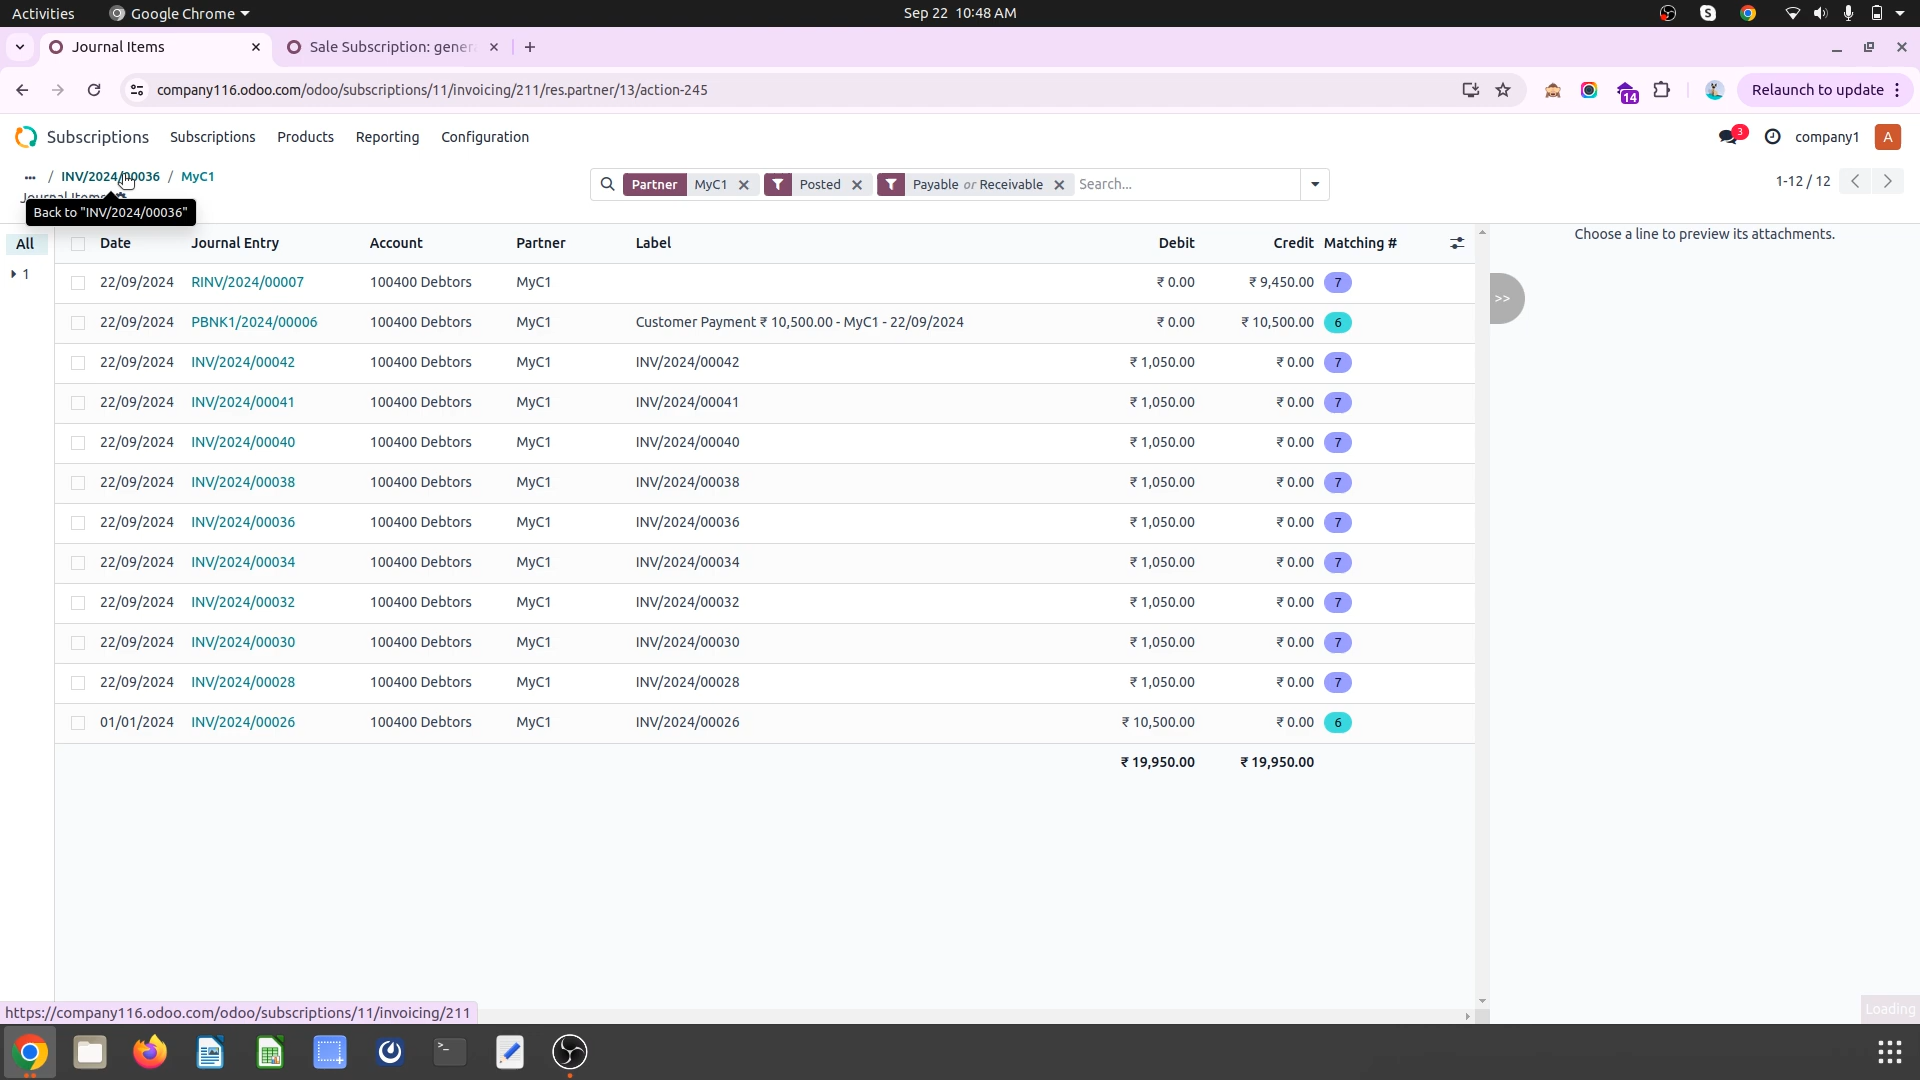 Activities Google Chrome Sep 22 10:48 AM
Journal Items Sale Subscription: gener
company116.odoo.com/odoo/subscriptions/11/invoicing/211/res.partner/13/action-245 14 Relaunch to update
Subscriptions Subscriptions Products Reporting Configuration 3 company1 A
... / INV/2024/00036 / MyC1 Partner MyC1 Posted Payable or Receivable Search... 1-12 / 12
Journal Items
Back to "INV/2024/00036"
All Date Journal Entry Account Partner Label Debit Credit Matching # Choose a line to preview its attachments.
1
22/09/2024 RINV/2024/00007 100400 Debtors MyC1 ₹ 0.00 ₹ 9,450.00 7
>>
22/09/2024 PBNK1/2024/00006 100400 Debtors MyC1 Customer Payment ₹ 10,500.00 - MyC1 - 22/09/2024 ₹ 0.00 ₹ 10,500.00 6
22/09/2024 INV/2024/00042 100400 Debtors MyC1 INV/2024/00042 ₹ 1,050.00 ₹ 0.00 7
22/09/2024 INV/2024/00041 100400 Debtors MyC1 INV/2024/00041 ₹ 1,050.00 ₹ 0.00 7
22/09/2024 INV/2024/00040 100400 Debtors MyC1 INV/2024/00040 ₹ 1,050.00 ₹ 0.00 7
22/09/2024 INV/2024/00038 100400 Debtors MyC1 INV/2024/00038 ₹ 1,050.00 ₹ 0.00 7
22/09/2024 INV/2024/00036 100400 Debtors MyC1 INV/2024/00036 ₹ 1,050.00 ₹ 0.00 7
22/09/2024 INV/2024/00034 100400 Debtors MyC1 INV/2024/00034 ₹ 1,050.00 ₹ 0.00 7
22/09/2024 INV/2024/00032 100400 Debtors MyC1 INV/2024/00032 ₹ 1,050.00 ₹ 0.00 7
22/09/2024 INV/2024/00030 100400 Debtors MyC1 INV/2024/00030 ₹ 1,050.00 ₹ 0.00 7
22/09/2024 INV/2024/00028 100400 Debtors MyC1 INV/2024/00028 ₹ 1,050.00 ₹ 0.00 7
01/01/2024 INV/2024/00026 100400 Debtors MyC1 INV/2024/00026 ₹ 10,500.00 ₹ 0.00 6
₹ 19,950.00 ₹ 19,950.00
https://company116.odoo.com/odoo/subscriptions/11/invoicing/211 Loading